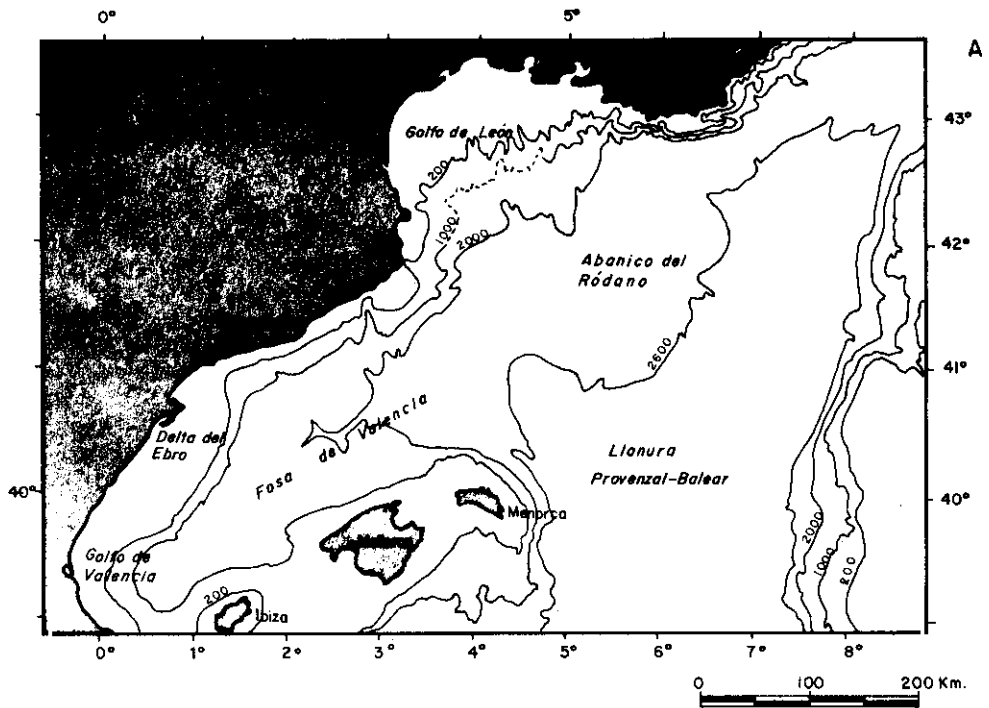 0°
5°
A
Golfo de León
43°
200
1000
2000
42°
Abanico del
Ródano
2600
41°
Fosa de Valencia
Delta del
Ebro
Llanura
Provenzal-Balear
40°
40°
Menorca
Golfo de
Valencia
200
Ibiza
2000
1000
200
0°
1°
2°
3°
4°
5°
6°
7°
8°
0
100
200 Km.